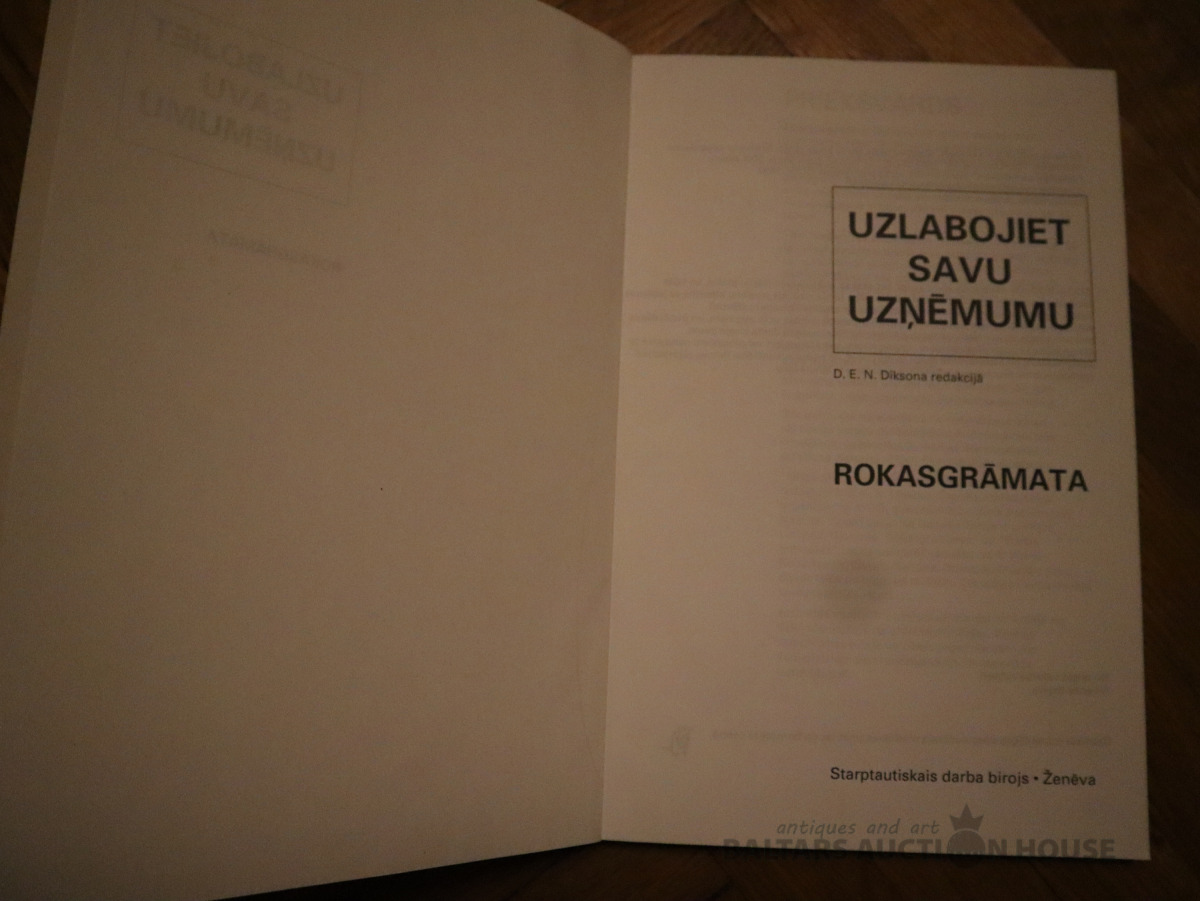 UZLABOJIET
SAVU
UZŅĒMUMU
D. E. N. Diksona redakcijā
ROKASGRĀMATA
Starptautiskais darba birojs • Ženēva
antiques and art
BALTARS AUCTION HOUSE